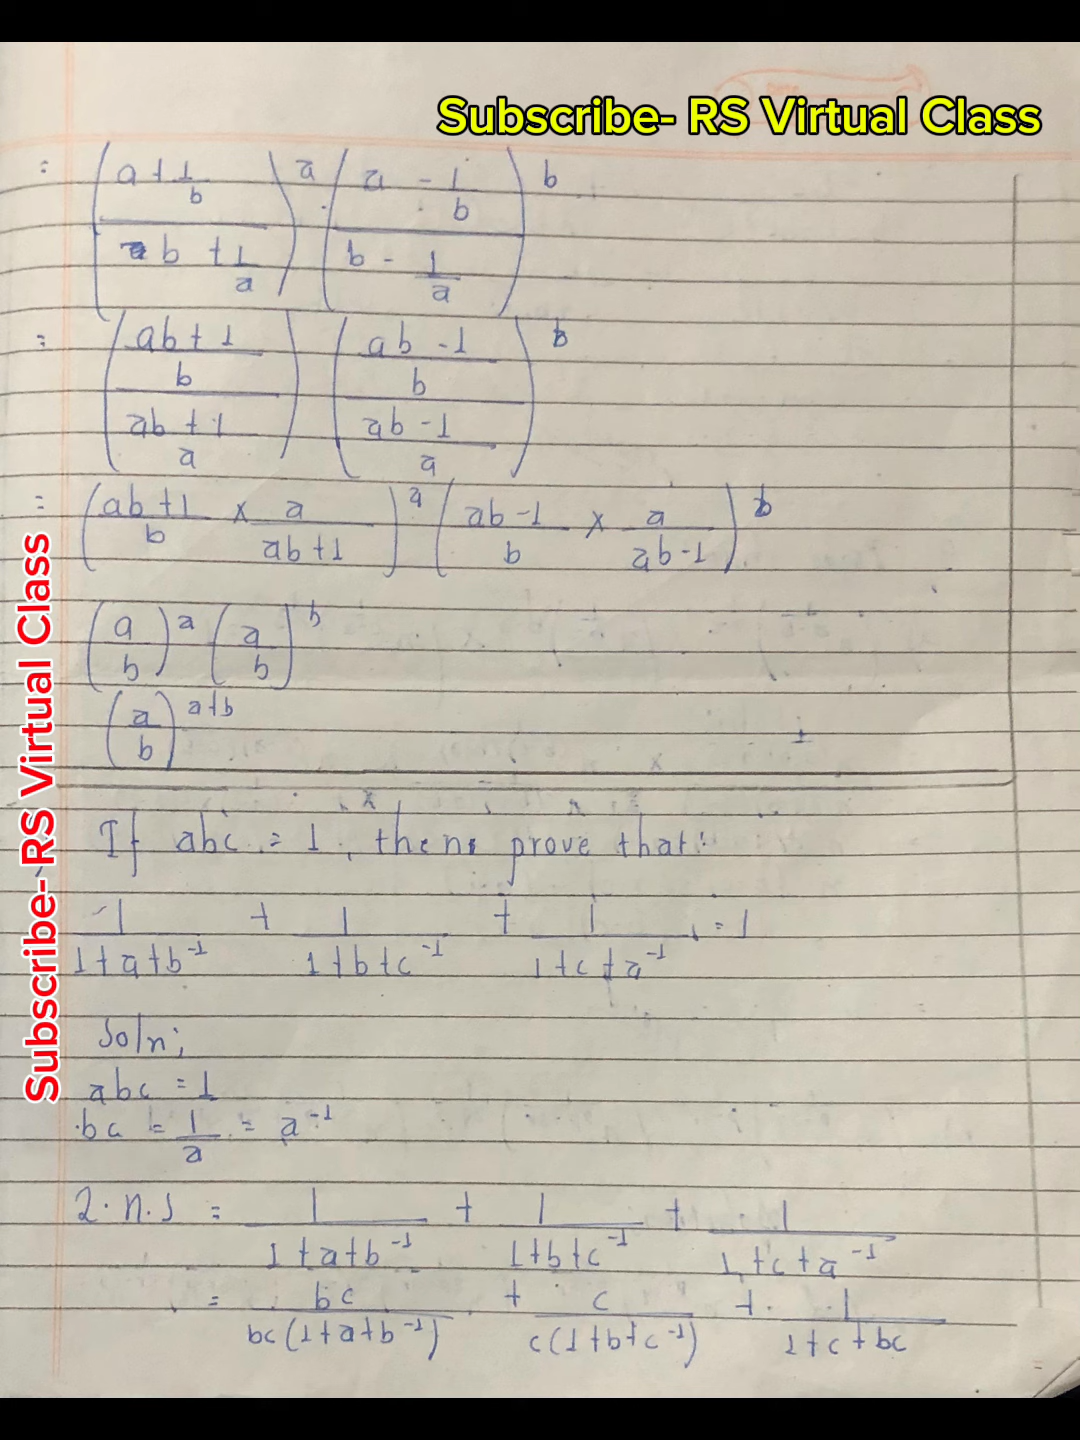 Subscribe- RS Virtual Class
= ((a + 1/b) / (b + 1/a))^a . ((a - 1/b) / (b - 1/a))^b
= (((ab + 1)/b) / ((ab + 1)/a)) (((ab - 1)/b) / ((ab - 1)/a))^b
= ((ab + 1)/b × a/(ab + 1))^a ((ab - 1)/b × a/(ab - 1))^b
(a/b)^a (a/b)^b
(a/b)^(a+b)
If abc = 1, then prove that:
1/(1+a+b^-1) + 1/(1+b+c^-1) + 1/(1+c+a^-1) = 1
Soln;
abc = 1
bc = 1/a = a^-1
2.n.s = 1/(1+a+b^-1) + 1/(1+b+c^-1) + 1/(1+c+a^-1)
= bc/(bc(1+a+b^-1)) + c/(c(1+b+c^-1)) + 1/(1+c+bc)
Subscribe- RS Virtual Class